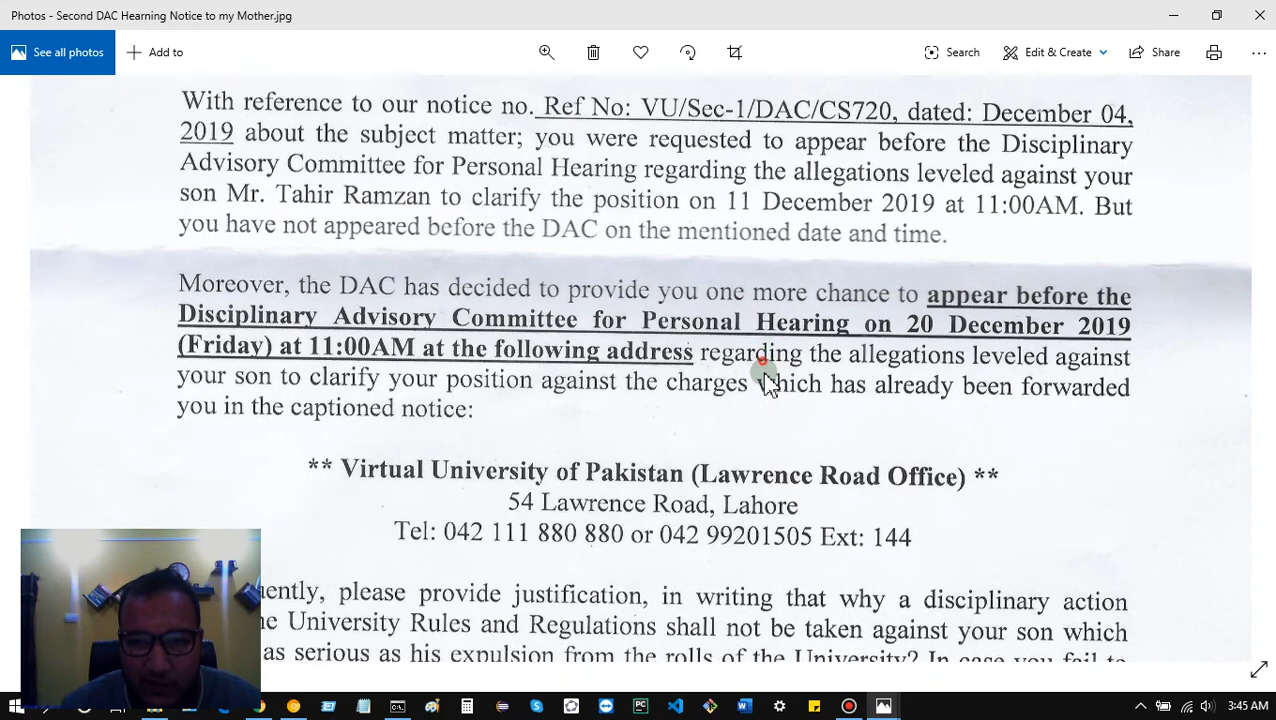 Photos - Second DAC Hearning Notice to my Mother.jpg
See all photos
Add to
Search
Edit & Create
Share
With reference to our notice no. Ref No: VU/Sec-1/DAC/CS720, dated: December 04,
2019 about the subject matter; you were requested to appear before the Disciplinary
Advisory Committee for Personal Hearing regarding the allegations leveled against your
son Mr. Tahir Ramzan to clarify the position on 11 December 2019 at 11:00AM. But
you have not appeared before the DAC on the mentioned date and time.
Moreover, the DAC has decided to provide you one more chance to appear before the
Disciplinary Advisory Committee for Personal Hearing on 20 December 2019
(Friday) at 11:00AM at the following address regarding the allegations leveled against
your son to clarify your position against the charges which has already been forwarded
you in the captioned notice:
** Virtual University of Pakistan (Lawrence Road Office) **
54 Lawrence Road, Lahore
Tel: 042 111 880 880 or 042 99201505 Ext: 144
uently, please provide justification, in writing that why a disciplinary action
he University Rules and Regulations shall not be taken against your son which
as serious as his expulsion from the rolls of the University? In case you fail to
3:45 AM